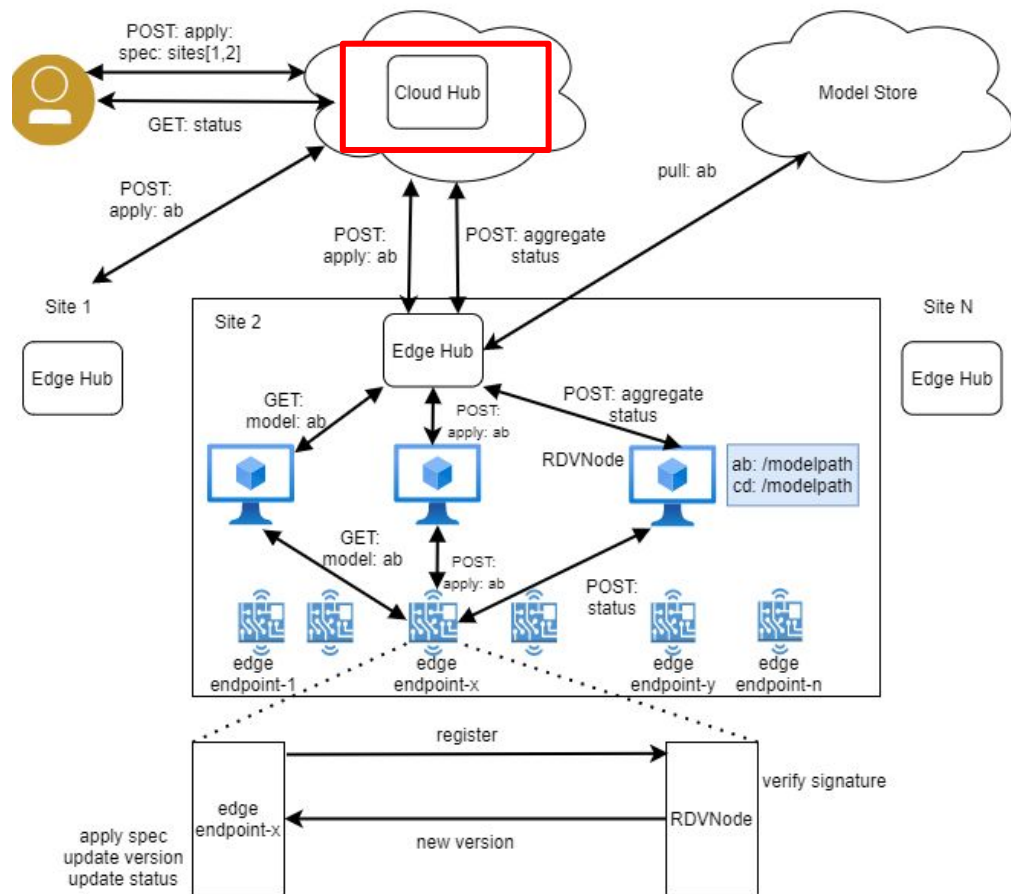 POST: apply:
spec: sites[1,2]
Cloud Hub
Model Store
GET: status
pull: ab
POST:
apply: ab
POST:
apply: ab
POST: aggregate
status
Site 1
Site 2
Site N
Edge Hub
Edge Hub
Edge Hub
GET:
model: ab
POST:
apply: ab
POST: aggregate
status
RDVNode
ab: /modelpath
cd: /modelpath
GET:
model: ab
POST:
apply: ab
POST:
status
edge
endpoint-1
edge
endpoint-x
edge
endpoint-y
edge
endpoint-n
register
verify signature
edge
endpoint-x
RDVNode
new version
apply spec
update version
update status